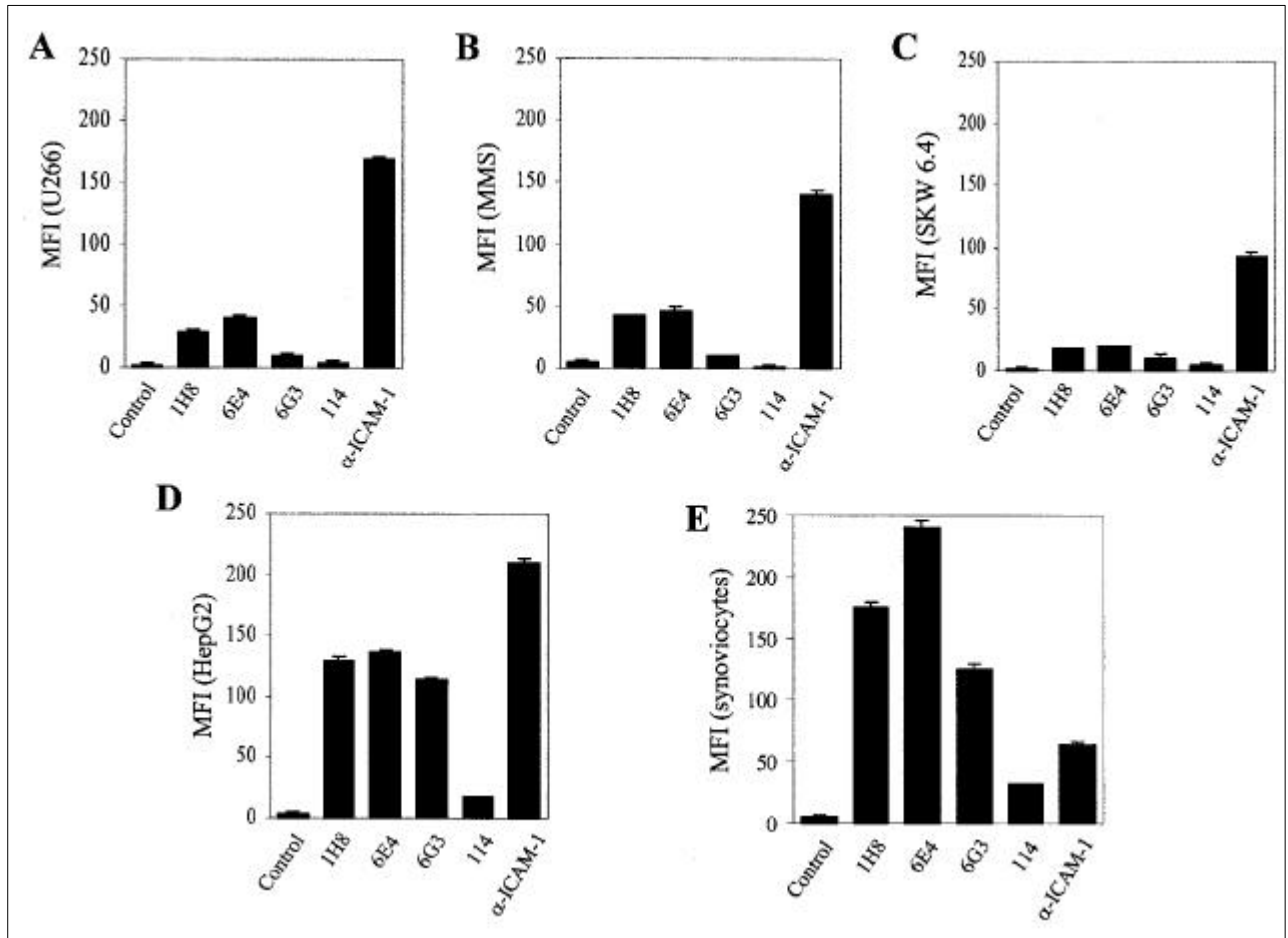 A
250
200
150
100
50
0
MFI (U266)
Control
1H8
6E4
6G3
114
α-ICAM-1
B
250
200
150
100
50
0
MFI (MMS)
Control
1H8
6E4
6G3
114
α-ICAM-1
C
250
200
150
100
50
0
MFI (SKW 6.4)
Control
1H8
6E4
6G3
114
α-ICAM-1
D
250
200
150
100
50
0
MFI (HepG2)
Control
1H8
6E4
6G3
114
α-ICAM-1
E
250
200
150
100
50
0
MFI (synoviocytes)
Control
1H8
6E4
6G3
114
α-ICAM-1